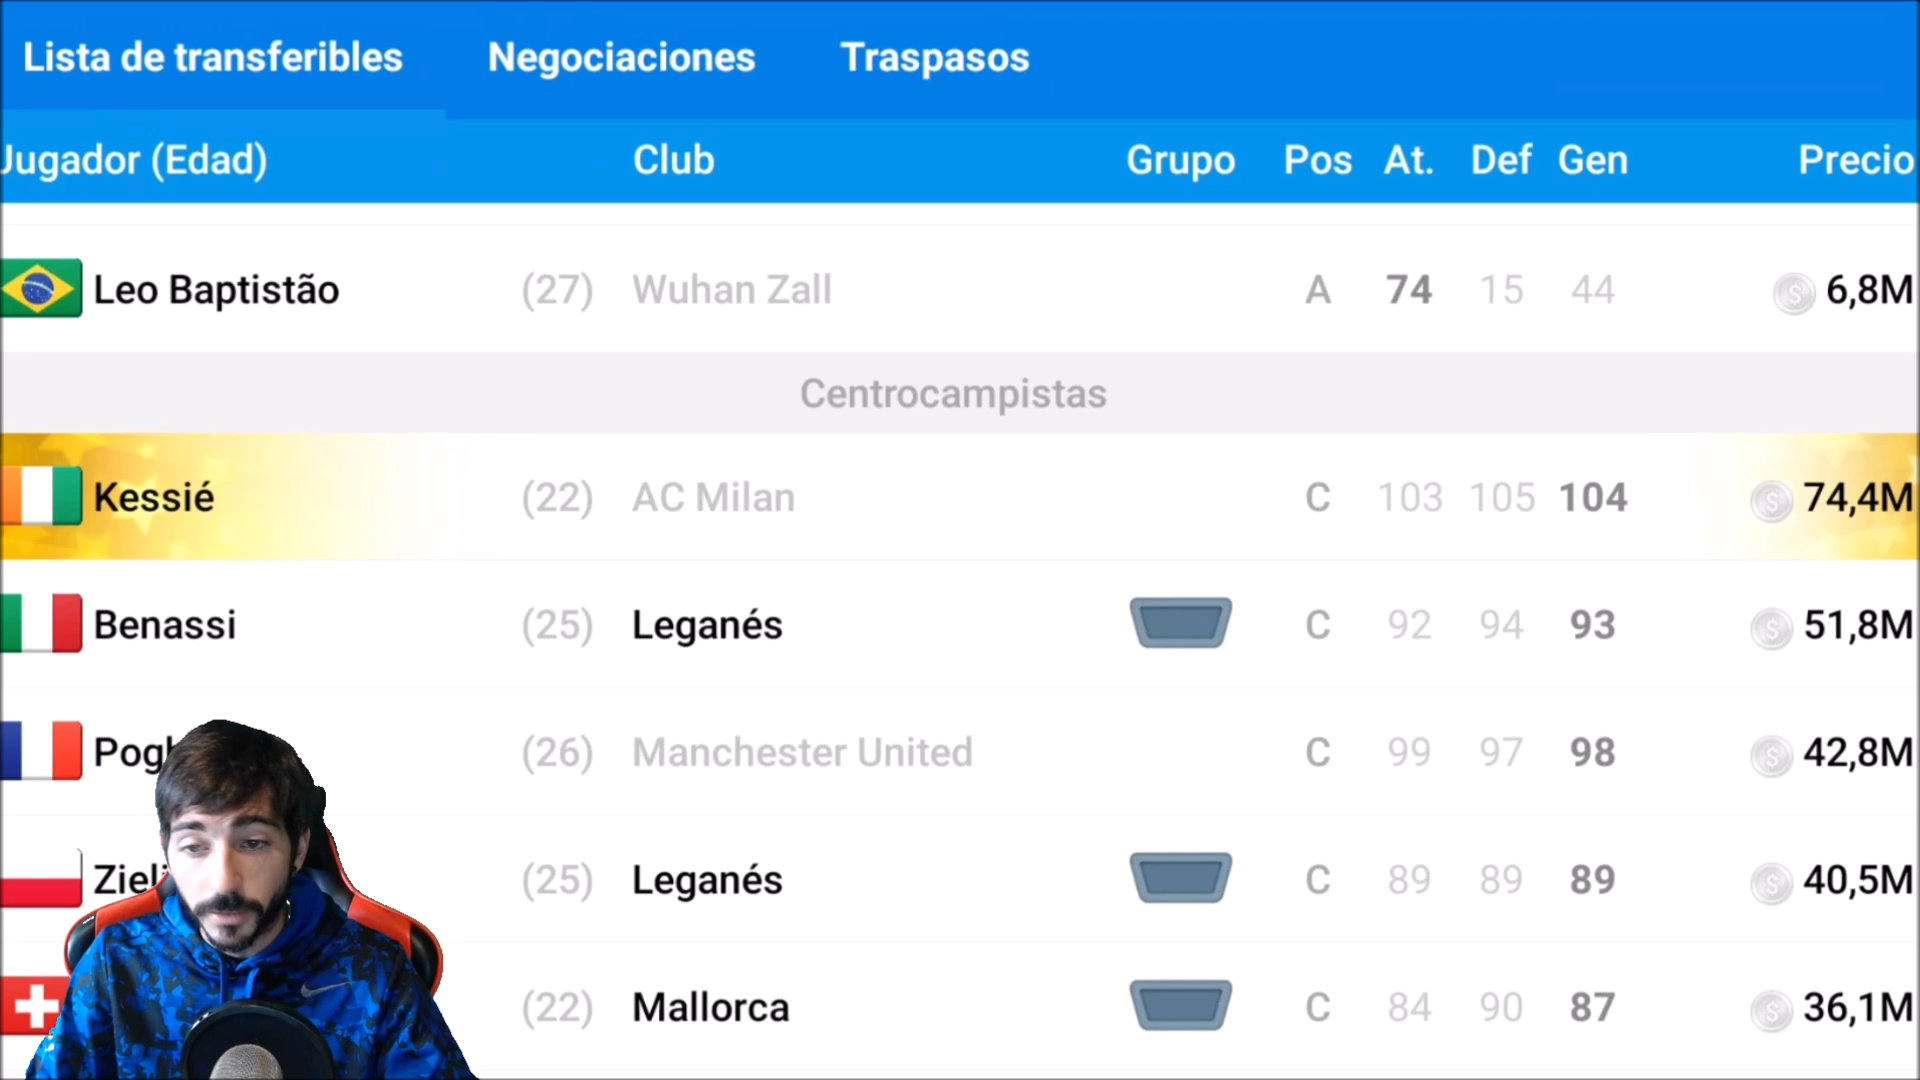 Lista de transferibles Negociaciones Traspasos
Jugador (Edad) Club Grupo Pos At. Def Gen Precio
Leo Baptistão (27) Wuhan Zall A 74 15 44 6,8M
Centrocampistas
Kessié (22) AC Milan C 103 105 104 74,4M
Benassi (25) Leganés C 92 94 93 51,8M
(26) Manchester United C 99 97 98 42,8M
(25) Leganés C 89 89 89 40,5M
(22) Mallorca C 84 90 87 36,1M